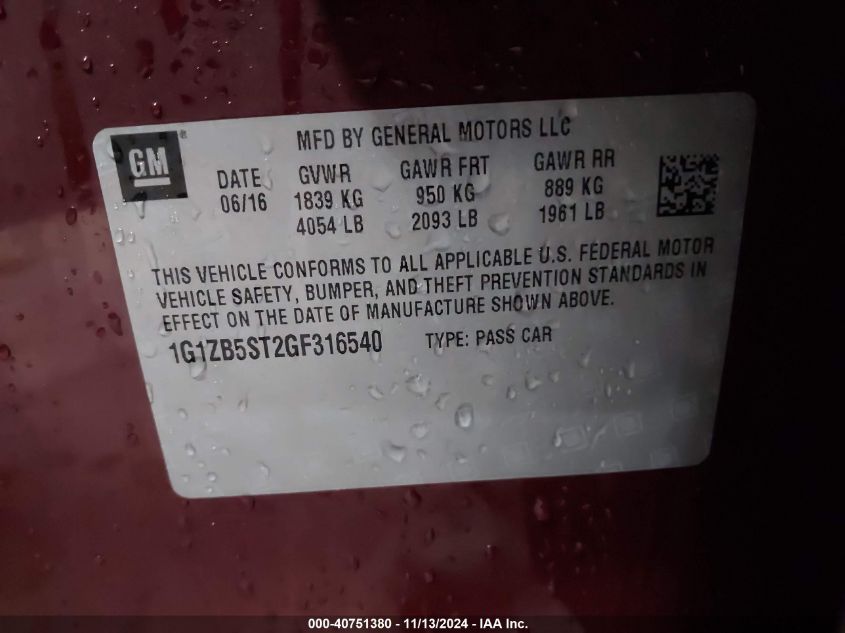 GM ®
MFD BY GENERAL MOTORS LLC
DATE GVWR GAWR FRT GAWR RR
06/16 1839 KG 950 KG 889 KG
4054 LB 2093 LB 1961 LB
THIS VEHICLE CONFORMS TO ALL APPLICABLE U.S. FEDERAL MOTOR
VEHICLE SAFETY, BUMPER, AND THEFT PREVENTION STANDARDS IN
EFFECT ON THE DATE OF MANUFACTURE SHOWN ABOVE.
1G1ZB5ST2GF316540 TYPE: PASS CAR
000-40751380 - 11/13/2024 - IAA Inc.